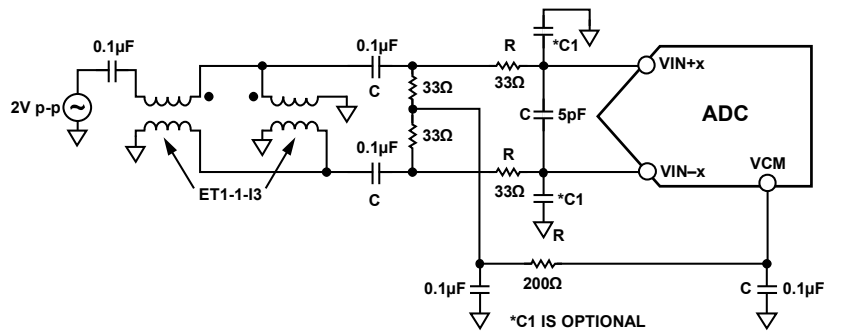 0.1µF
2V p-p
ET1-1-I3
0.1µF
C
33Ω
33Ω
0.1µF
C
R
33Ω
*C1
C 5pF
R
33Ω
*C1
R
VIN+x
ADC
VIN–x
VCM
0.1µF
200Ω
C 0.1µF
*C1 IS OPTIONAL